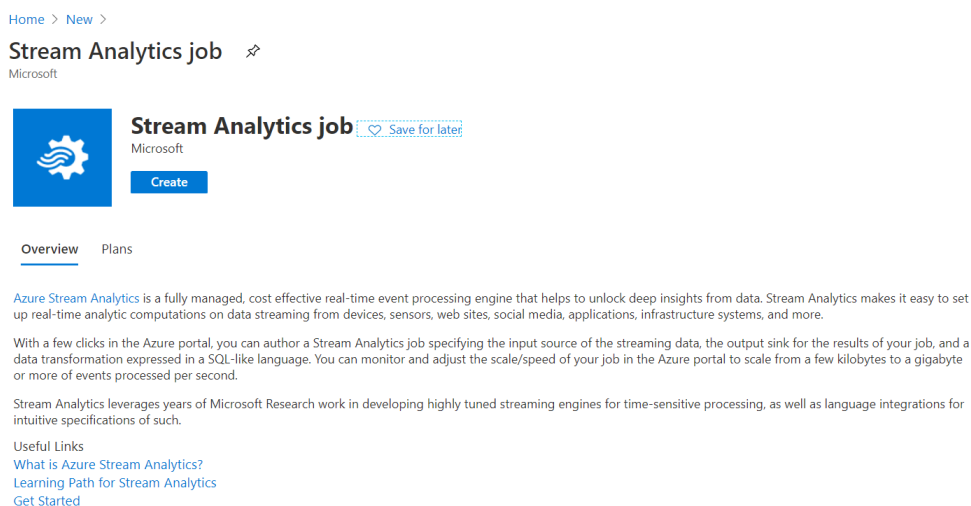 Home > New >
Stream Analytics job
Microsoft
Stream Analytics job Save for later
Microsoft
Create
Overview Plans
Azure Stream Analytics is a fully managed, cost effective real-time event processing engine that helps to unlock deep insights from data. Stream Analytics makes it easy to set
up real-time analytic computations on data streaming from devices, sensors, web sites, social media, applications, infrastructure systems, and more.
With a few clicks in the Azure portal, you can author a Stream Analytics job specifying the input source of the streaming data, the output sink for the results of your job, and a
data transformation expressed in a SQL-like language. You can monitor and adjust the scale/speed of your job in the Azure portal to scale from a few kilobytes to a gigabyte
or more of events processed per second.
Stream Analytics leverages years of Microsoft Research work in developing highly tuned streaming engines for time-sensitive processing, as well as language integrations for
intuitive specifications of such.
Useful Links
What is Azure Stream Analytics?
Learning Path for Stream Analytics
Get Started